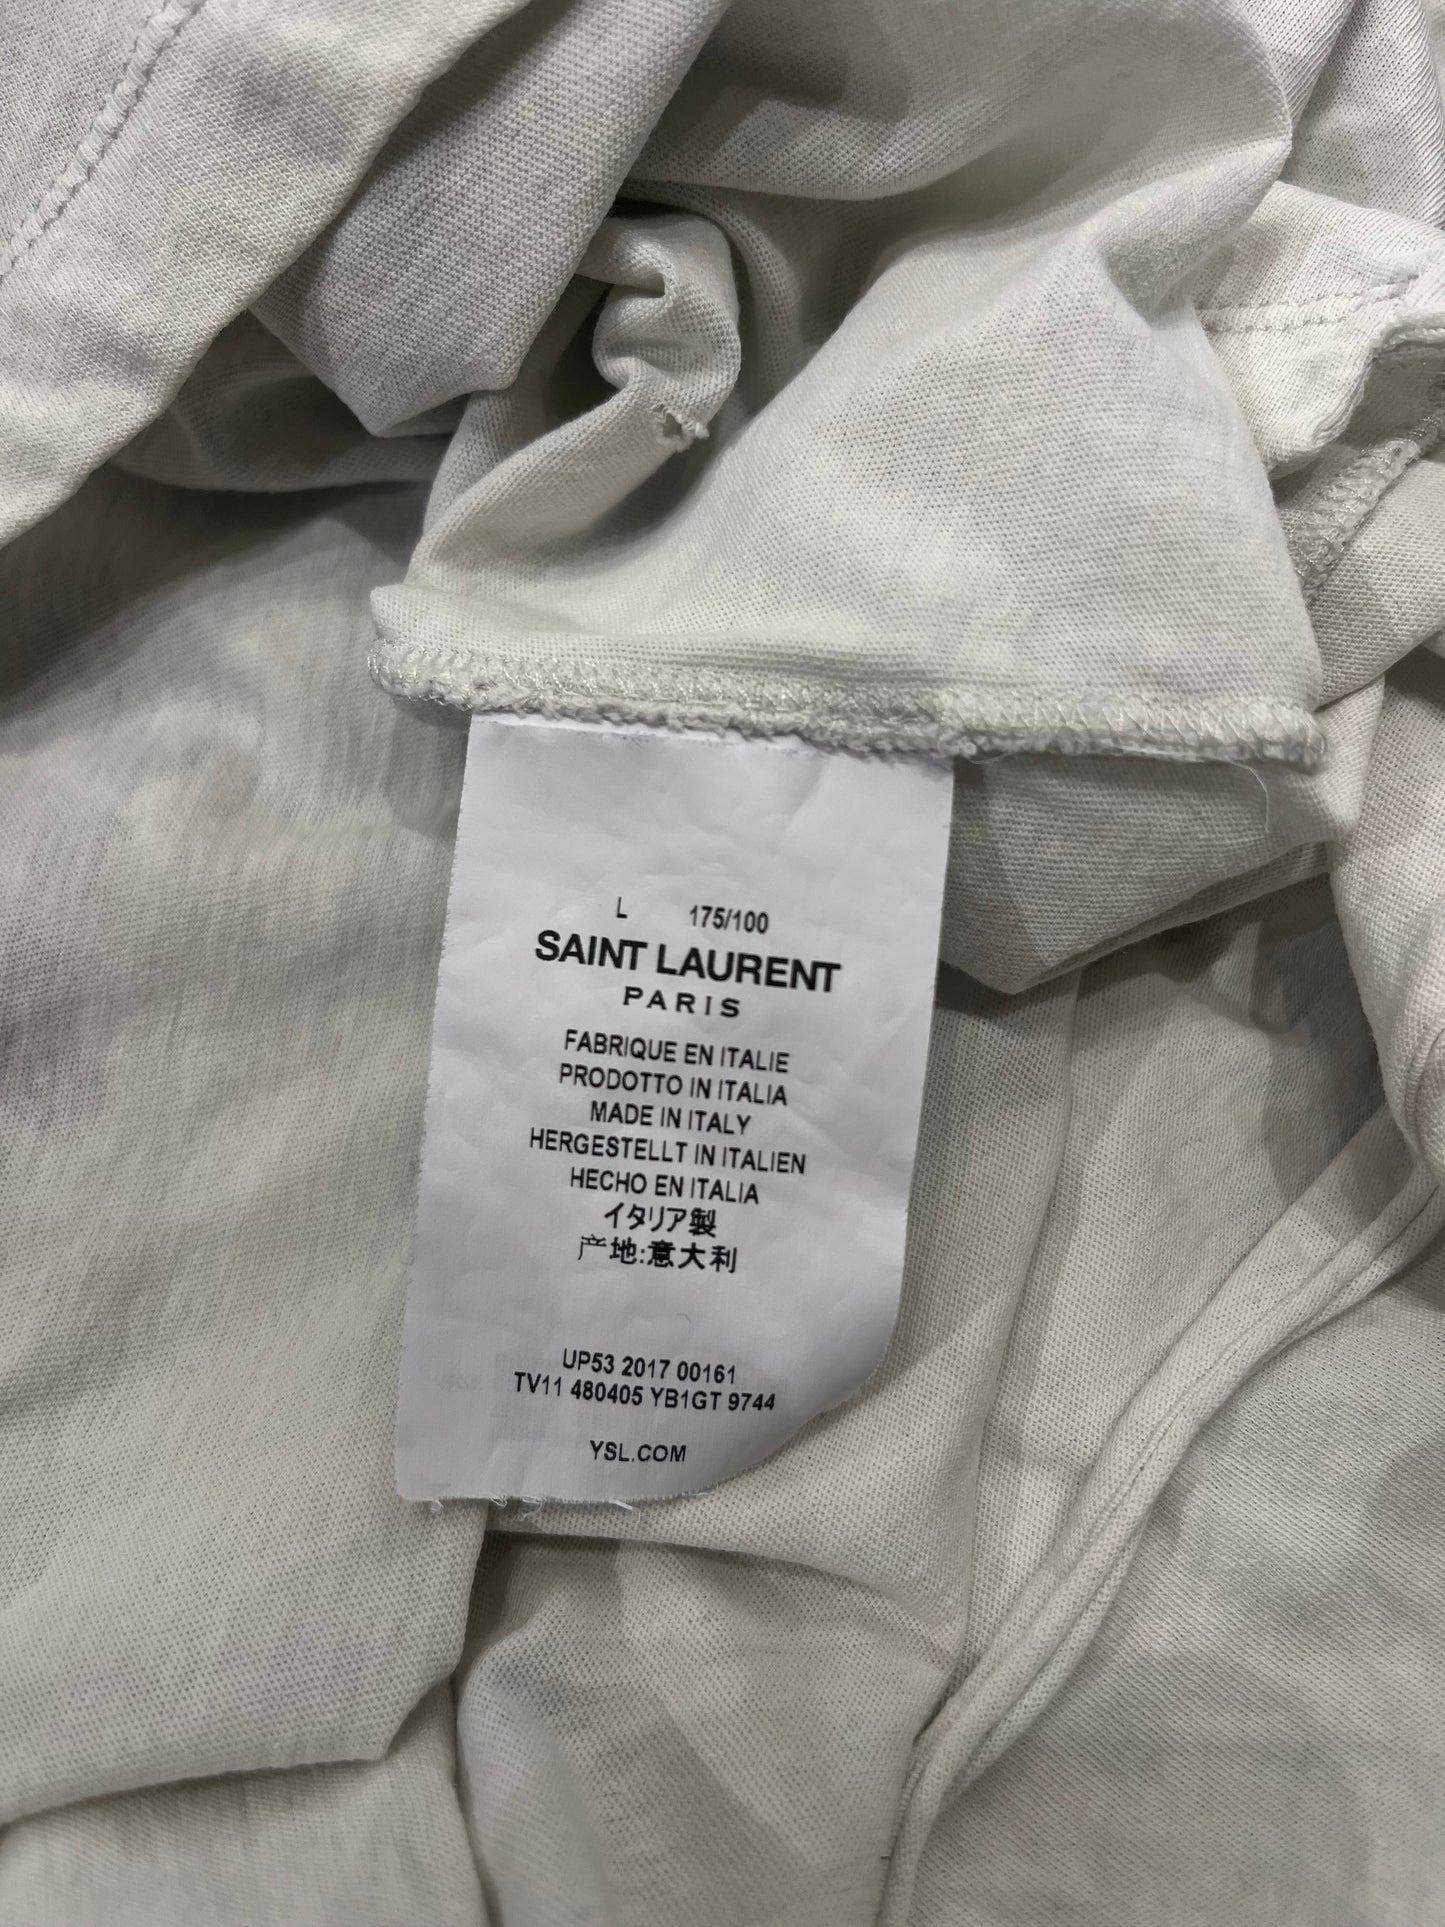 L 175/100
SAINT LAURENT
PARIS
FABRIQUE EN ITALIE
PRODOTTO IN ITALIA
MADE IN ITALY
HERGESTELLT IN ITALIEN
HECHO EN ITALIA
イタリア製
产地:意大利
UP53 2017 00161
TV11 480405 YB1GT 9744
YSL.COM